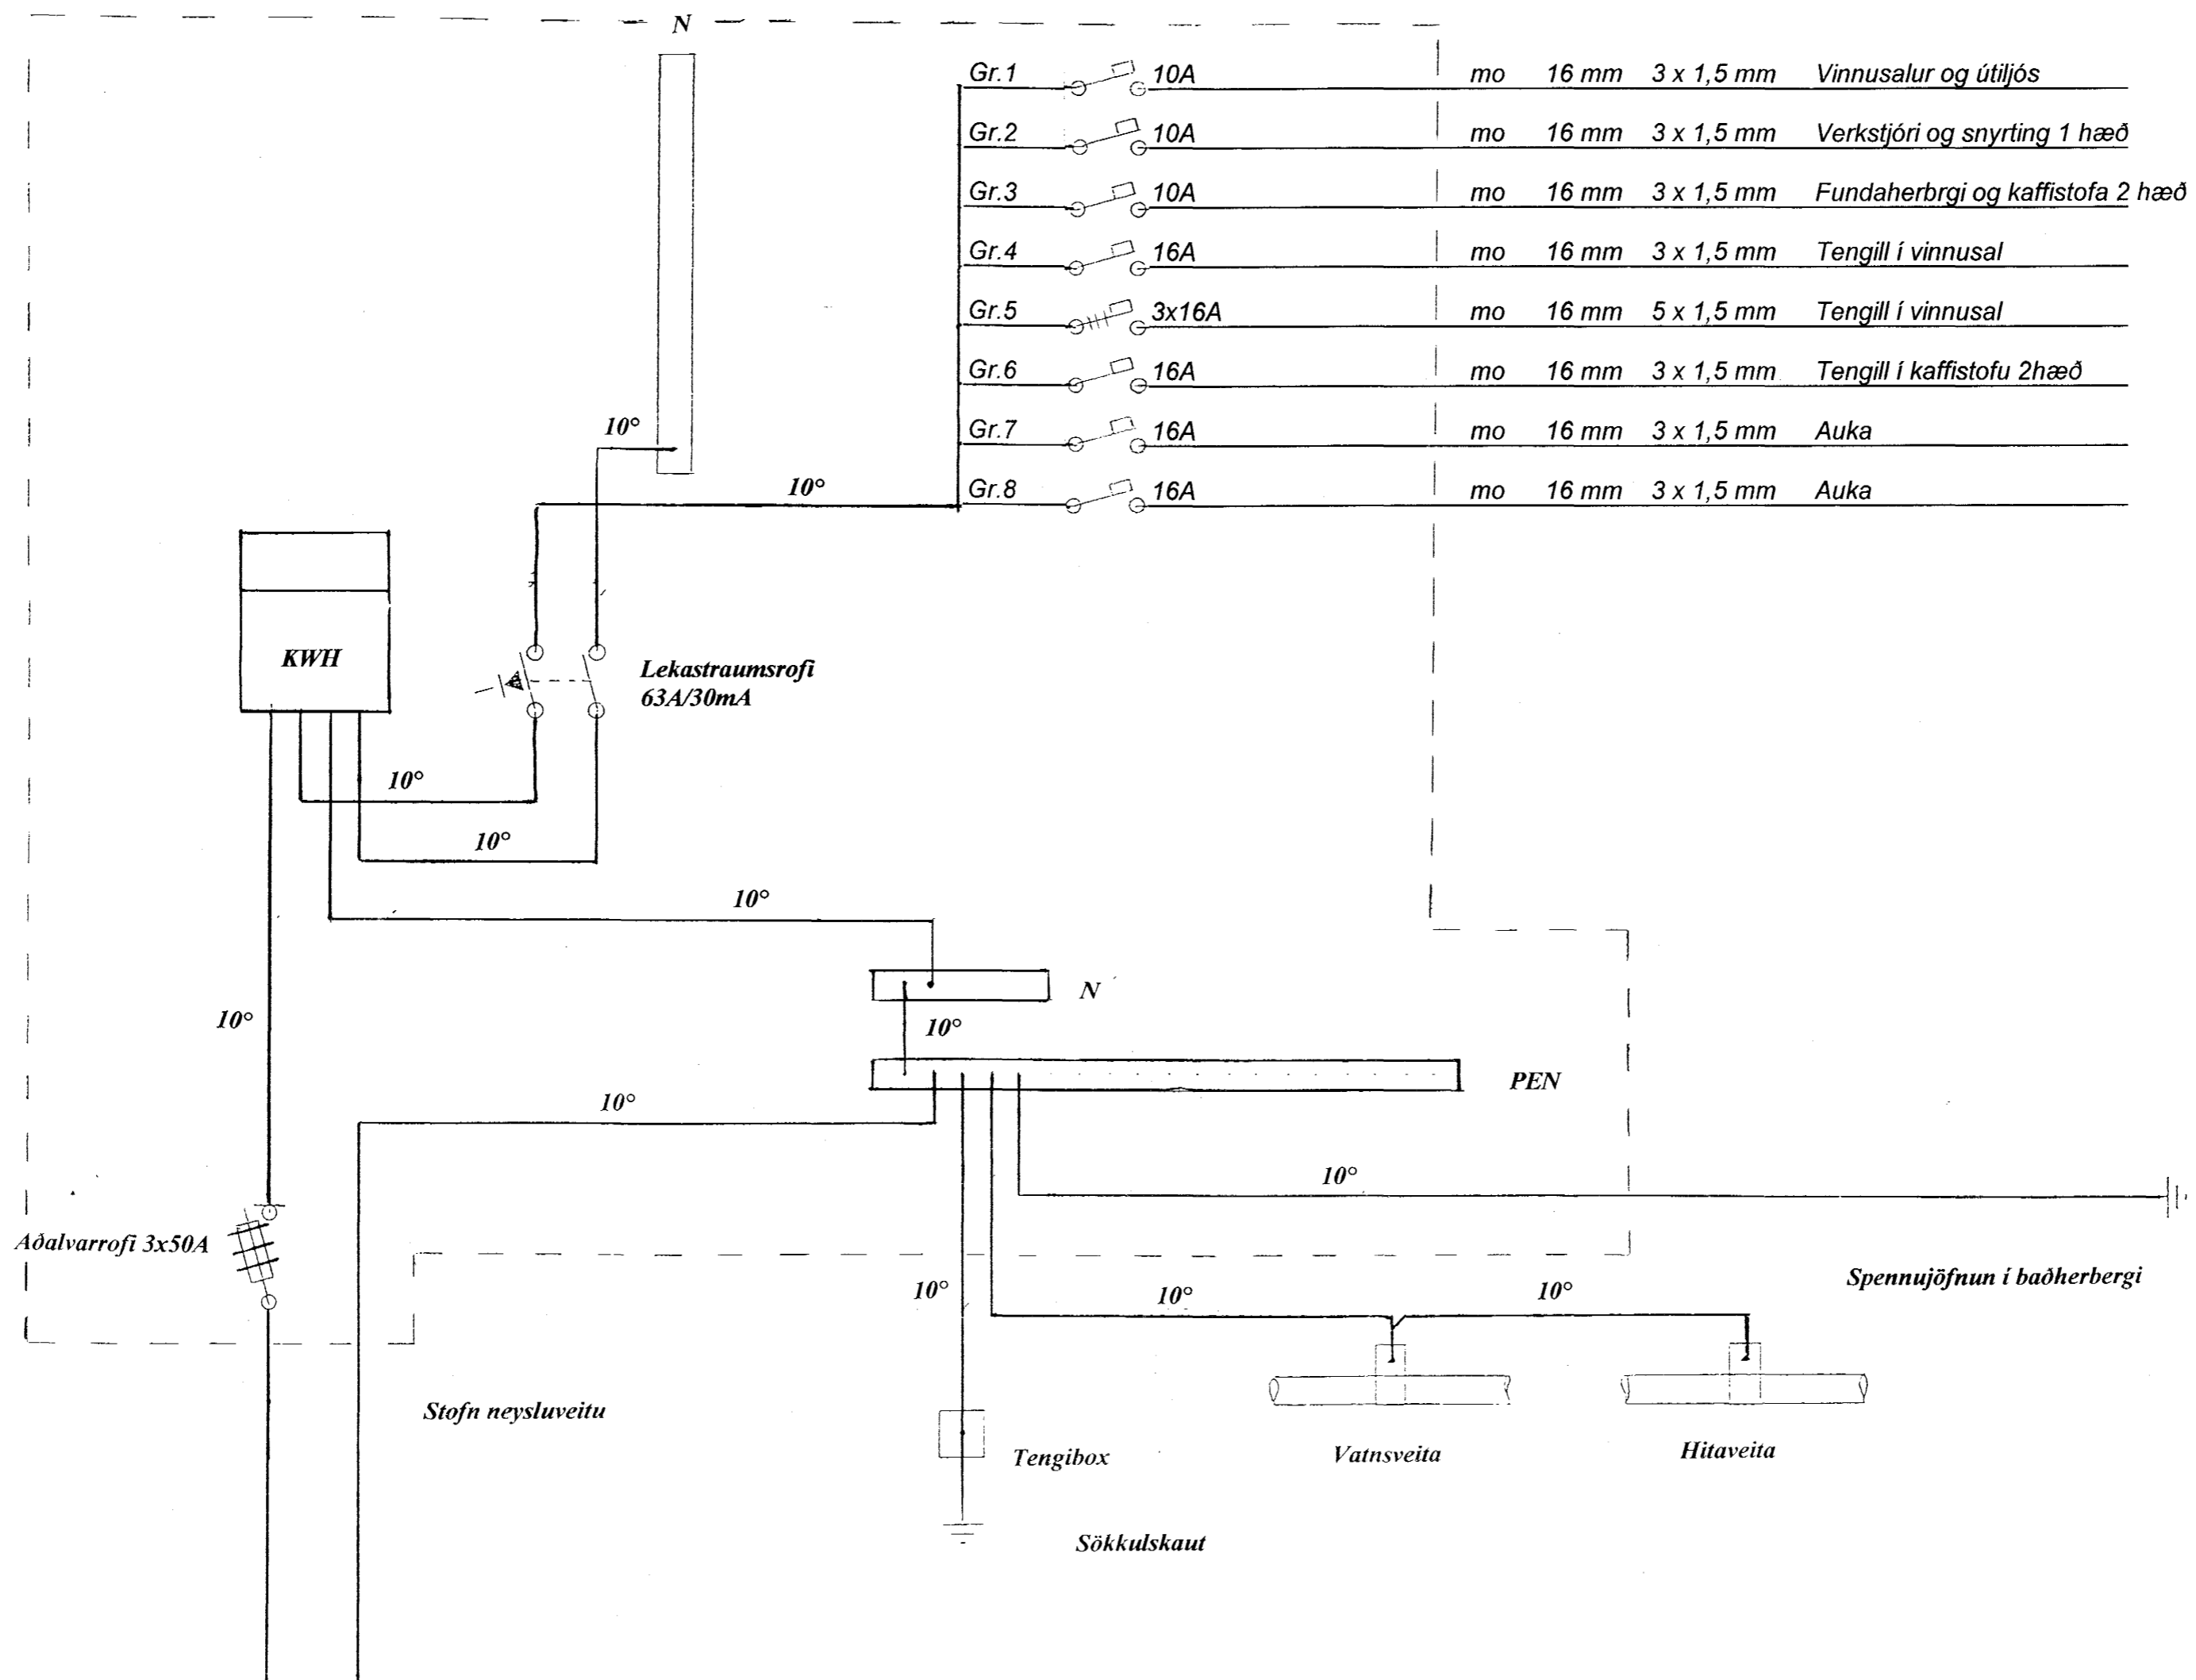 N
Gr.1 10A mo 16 mm 3 x 1,5 mm Vinnusalur og útiljós
Gr.2 10A mo 16 mm 3 x 1,5 mm Verkstjóri og snyrting 1 hæð
Gr.3 10A mo 16 mm 3 x 1,5 mm Fundaherbrgi og kaffistofa 2 hæð
Gr.4 16A mo 16 mm 3 x 1,5 mm Tengill í vinnusal
Gr.5 3x16A mo 16 mm 5 x 1,5 mm Tengill í vinnusal
Gr.6 16A mo 16 mm 3 x 1,5 mm Tengill í kaffistofu 2hæð
10°
Gr.7 16A mo 16 mm 3 x 1,5 mm Auka
10°
Gr.8 16A mo 16 mm 3 x 1,5 mm Auka
KWH
Lekastraumsrofi
63A/30mA
10°
10°
10°
N
10°
10°
PEN
10°
10°
Aðalvarrofi 3x50A
Spennujöfnun í baðherbergi
10°
10°
10°
Stofn neysluveitu
Tengibox
Vatnsveita
Hitaveita
Sökkulskaut